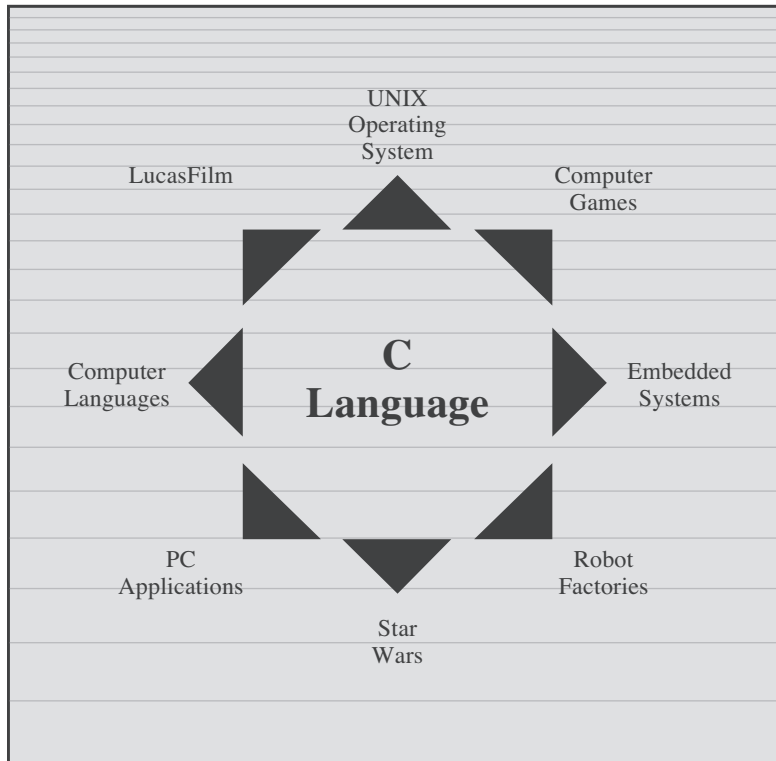 UNIX
Operating
System
LucasFilm
Computer
Games
C
Language
Computer
Languages
Embedded
Systems
PC
Applications
Robot
Factories
Star
Wars